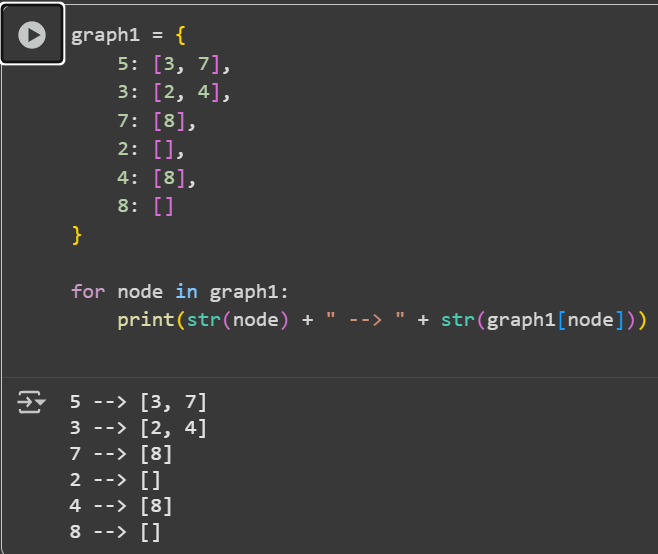 graph1 = {
    5: [3, 7],
    3: [2, 4],
    7: [8],
    2: [],
    4: [8],
    8: []
}
for node in graph1:
    print(str(node) + " --> " + str(graph1[node]))
5 --> [3, 7]
3 --> [2, 4]
7 --> [8]
2 --> []
4 --> [8]
8 --> []